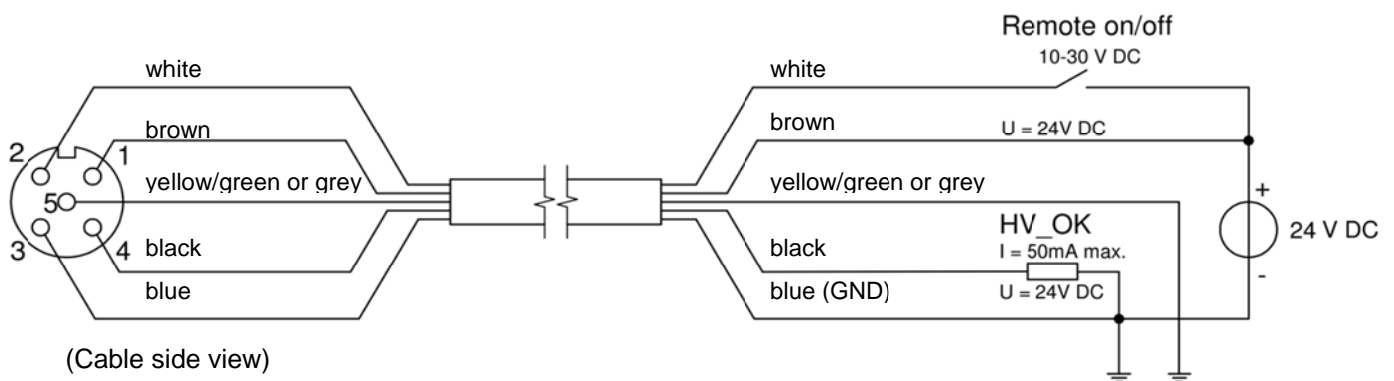 Remote on/off
10-30 V DC
white
white
brown
brown
U = 24V DC
2
1
yellow/green or grey
yellow/green or grey
5
+
24 V DC
-
HV_OK
I = 50mA max.
3
4
black
black
blue
blue (GND)
U = 24V DC
(Cable side view)